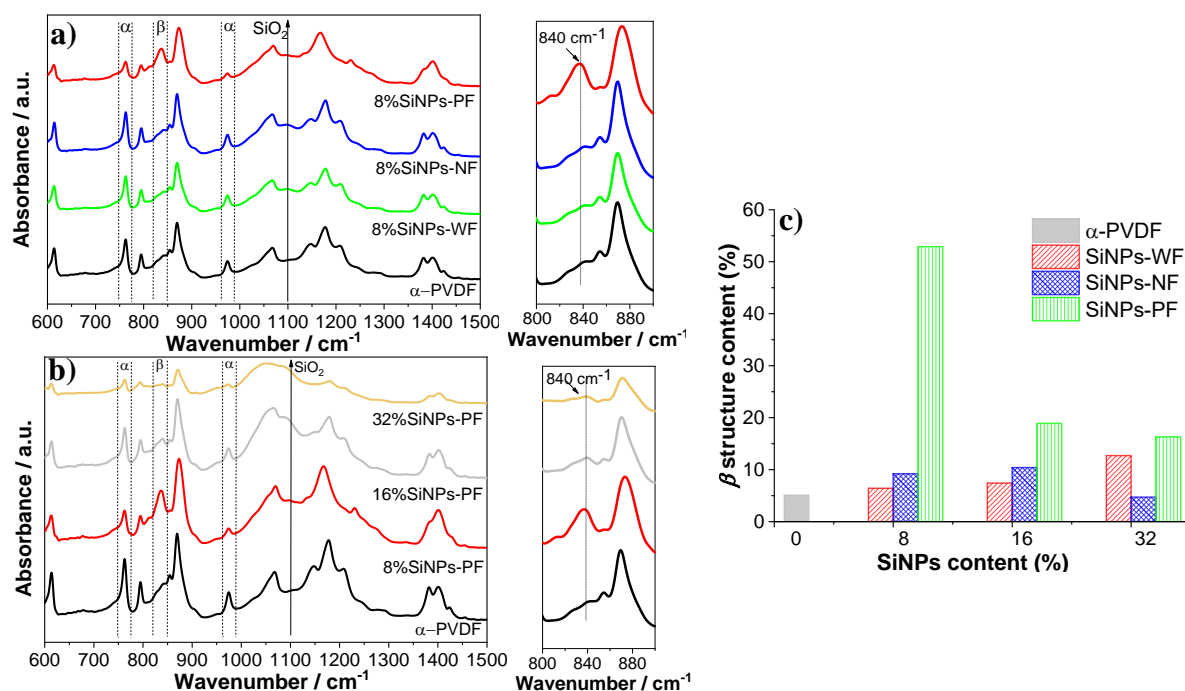 a)
α
β
α
SiO2
8%SiNPs-PF
8%SiNPs-NF
8%SiNPs-WF
α–PVDF
Absorbance / a.u.
600 700 800 900 1000 1100 1200 1300 1400 1500
Wavenumber / cm-1
840 cm-1
800 840 880
Wavenumber / cm-1
b)
α
β
α
SiO2
32%SiNPs-PF
16%SiNPs-PF
8%SiNPs-PF
α–PVDF
Absorbance / a.u.
600 700 800 900 1000 1100 1200 1300 1400 1500
Wavenumber / cm-1
840 cm-1
800 840 880
Wavenumber / cm-1
c)
α-PVDF
SiNPs-WF
SiNPs-NF
SiNPs-PF
β structure content (%)
60
50
40
30
20
10
0
0 8 16 32
SiNPs content (%)